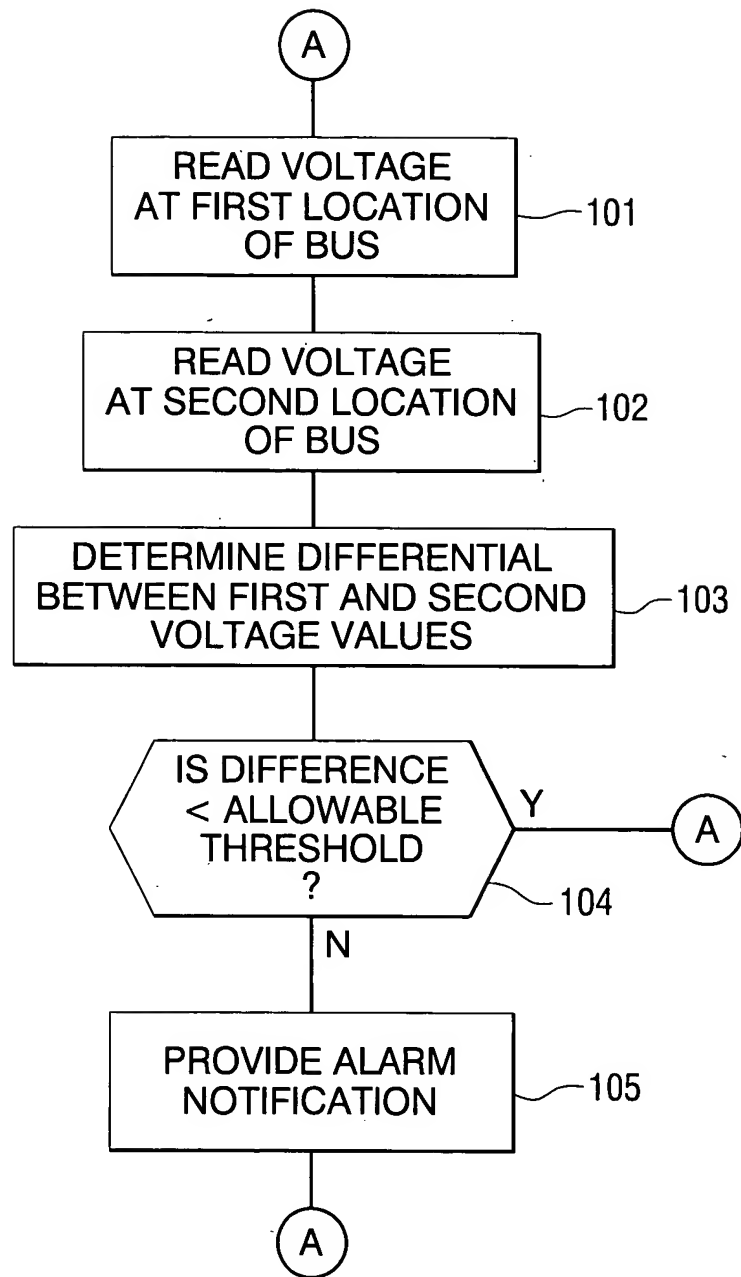 A
READ VOLTAGE
AT FIRST LOCATION
OF BUS
101
READ VOLTAGE
AT SECOND LOCATION
OF BUS
102
DETERMINE DIFFERENTIAL
BETWEEN FIRST AND SECOND
VOLTAGE VALUES
103
IS DIFFERENCE
< ALLOWABLE
THRESHOLD
?
Y
A
104
N
PROVIDE ALARM
NOTIFICATION
105
A